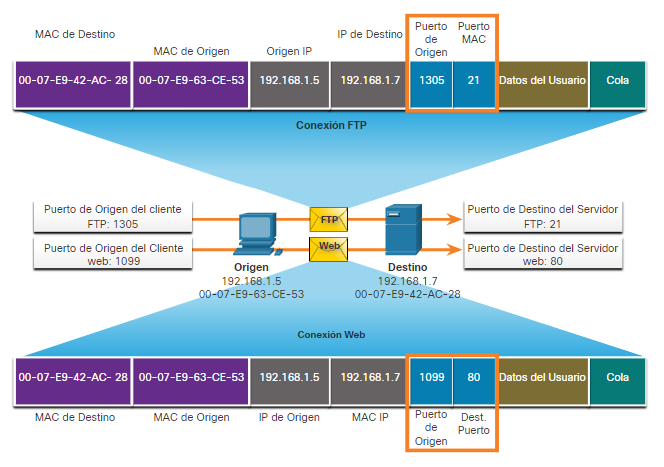 MAC de Destino
MAC de Origen
Origen IP
IP de Destino
Puerto de Origen
Puerto MAC
00-07-E9-42-AC- 28
00-07-E9-63-CE-53
192.168.1.5
192.168.1.7
1305
21
Datos del Usuario
Cola
Conexión FTP
Puerto de Origen del cliente
FTP: 1305
FTP
Puerto de Destino del Servidor
FTP: 21
Puerto de Origen del Cliente
web: 1099
Web
Puerto de Destino del Servidor
web: 80
Origen
192.168.1.5
00-07-E9-63-CE-53
Destino
192.168.1.7
00-07-E9-42-AC-28
Conexión Web
00-07-E9-42-AC- 28
00-07-E9-63-CE-53
192.168.1.5
192.168.1.7
1099
80
Datos del Usuario
Cola
MAC de Destino
MAC de Origen
IP de Origen
MAC IP
Puerto de Origen
Dest. Puerto